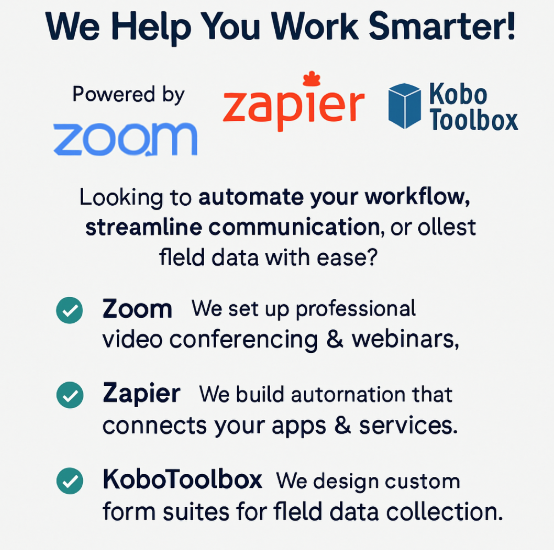 We Help You Work Smarter!
Powered by
zoom
zapier
Kobo
Toolbox
Looking to automate your workflow,
streamline communication, or ollest
field data with ease?
Zoom We set up professional
video conferencing & webinars,
Zapier We build autornation that
connects your apps & services.
KoboToolbox We design custom
form suites for field data collection.